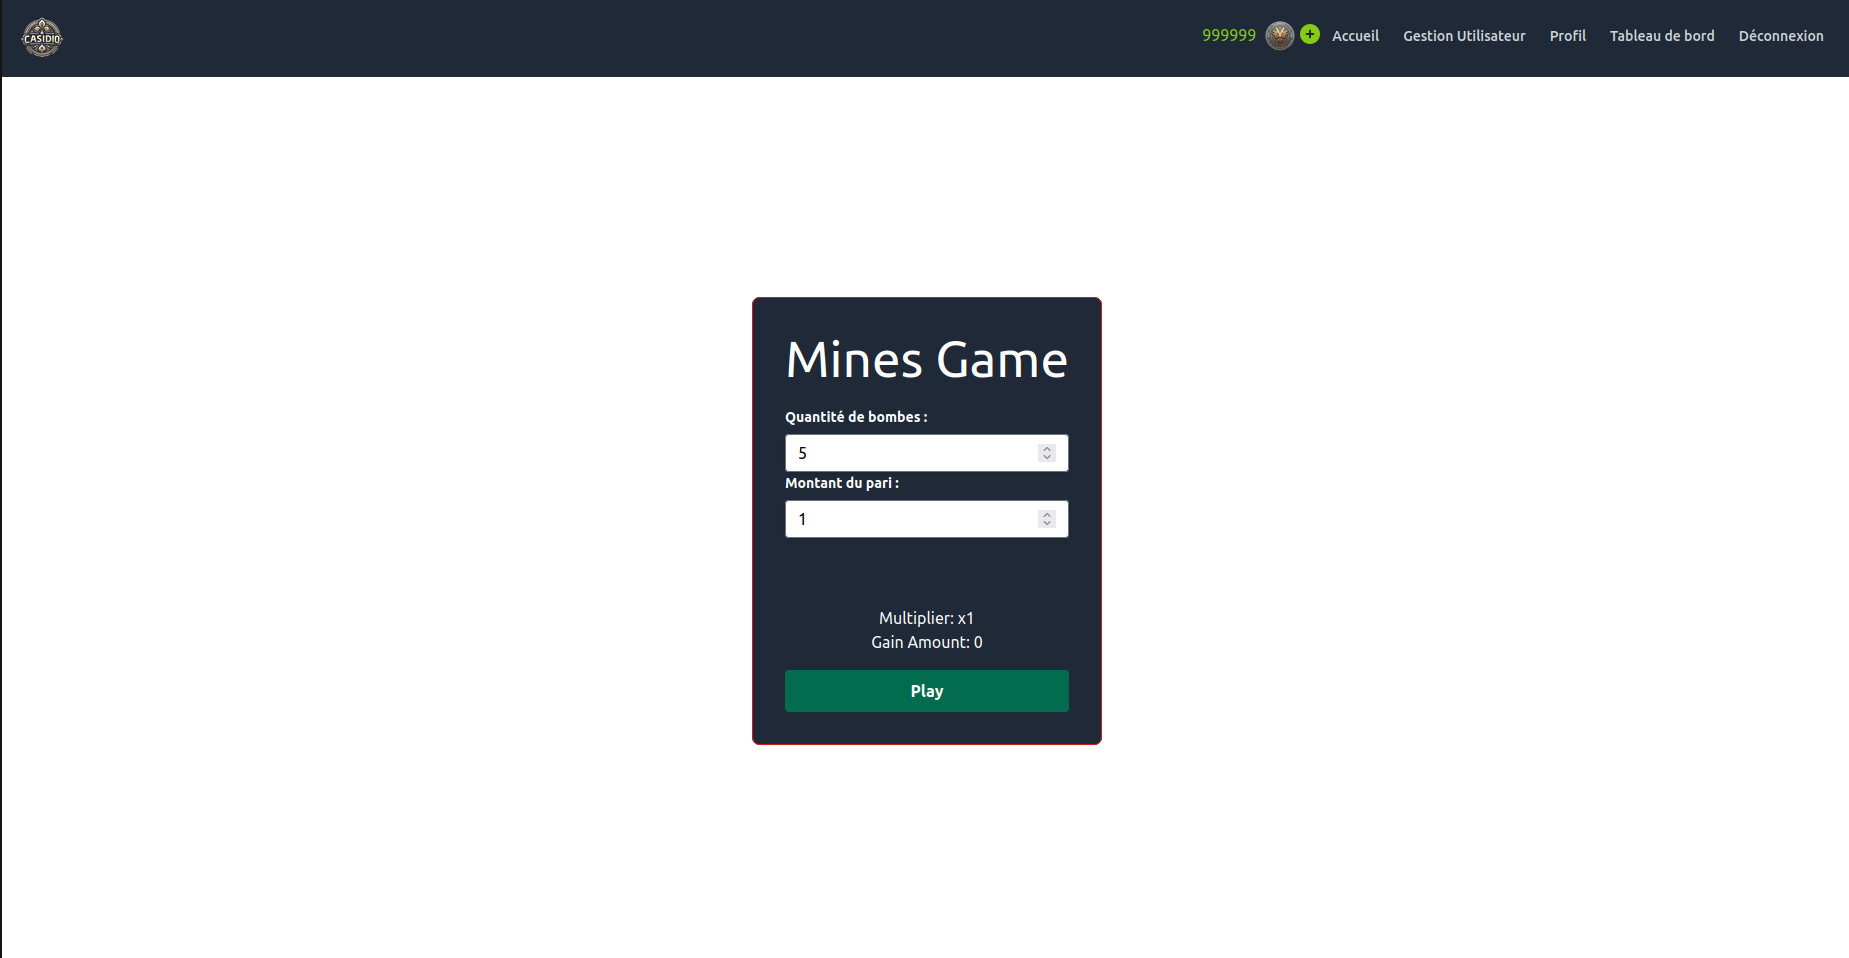 CASIDIO
999999 Accueil Gestion Utilisateur Profil Tableau de bord Déconnexion
Mines Game
Quantité de bombes :
5
Montant du pari :
1
Multiplier: x1
Gain Amount: 0
Play